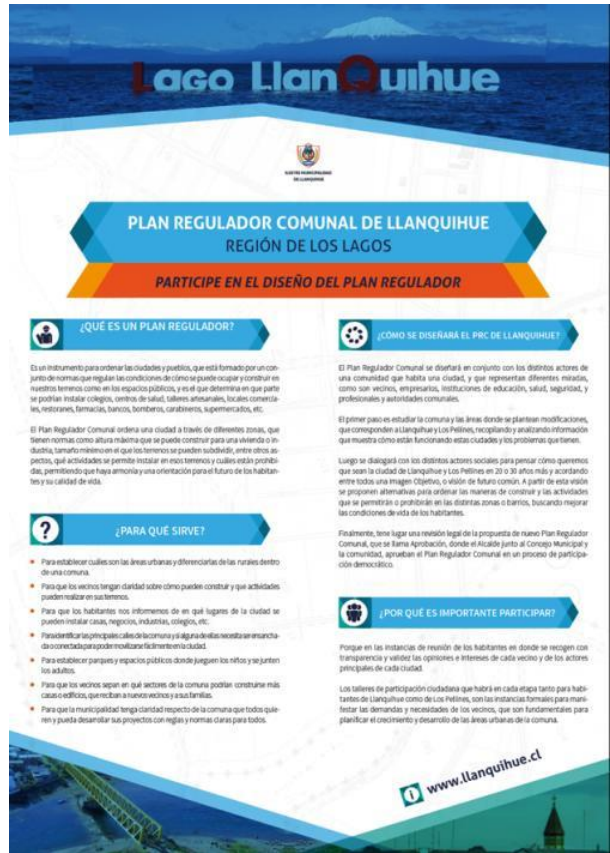 Lago LlanQuihue
ILUSTRE MUNICIPALIDAD
DE LLANQUIHUE
PLAN REGULADOR COMUNAL DE LLANQUIHUE
REGIÓN DE LOS LAGOS
PARTICIPE EN EL DISEÑO DEL PLAN REGULADOR
¿QUÉ ES UN PLAN REGULADOR?
Es un instrumento para ordenar las ciudades y pueblos, que está formado por un con-
junto de normas que regulan las condiciones de cómo se puede ocupar y construir en
nuestros terrenos como en los espacios públicos, y es el que determina en que parte
se podrían instalar colegios, centros de salud, talleres artesanales, locales comercia-
les, restoranes, farmacias, bancos, bomberos, carabineros, supermercados, etc.
El Plan Regulador Comunal ordena una ciudad a través de diferentes zonas, que
tienen normas como altura máxima que se puede construir para una vivienda o in-
dustria, tamaño mínimo en el que los terrenos se pueden subdividir, entre otros as-
pectos, qué actividades se permite instalar en esos terrenos y cuáles están prohibi-
das, permitiendo que haya armonía y una orientación para el futuro de los habitan-
tes y su calidad de vida.
¿PARA QUÉ SIRVE?
Para establecer cuáles son las áreas urbanas y diferenciarlas de las rurales dentro
de una comuna.
Para que los vecinos tengan claridad sobre cómo pueden construir y que actividades
pueden realizar en sus terrenos.
Para que los habitantes nos informemos de en qué lugares de la ciudad se
pueden instalar casas, negocios, industrias, colegios, etc.
Para identificar las principales calles de la comuna y si alguna de ellas necesita ser ensancha-
da o conectada para poder movilizarse fácilmente en la ciudad.
Para establecer parques y espacios públicos donde jueguen los niños y se junten
los adultos.
Para que los vecinos sepan en qué sectores de la comuna podrían construirse más
casas o edificios, que reciban a nuevos vecinos y a sus familias.
Para que la municipalidad tenga claridad respecto de la comuna que todos quie-
ren y pueda desarrollar sus proyectos con reglas y normas claras para todos.
¿CÓMO SE DISEÑARÁ EL PRC DE LLANQUIHUE?
El Plan Regulador Comunal se diseñará en conjunto con los distintos actores de
una comunidad que habita una ciudad, y que representan diferentes miradas,
como son vecinos, empresarios, instituciones de educación, salud, seguridad, y
profesionales y autoridades comunales.
El primer paso es estudiar la comuna y las áreas donde se plantean modificaciones,
que corresponden a Llanquihue y Los Pellines, recopilando y analizando información
que muestra cómo están funcionando estas ciudades y los problemas que tienen.
Luego se dialogará con los distintos actores sociales para pensar cómo queremos
que sean la ciudad de Llanquihue y Los Pellines en 20 o 30 años más y acordando
entre todos una imagen Objetivo, o visión de futuro común. A partir de esta visión
se proponen alternativas para ordenar las maneras de construir y las actividades
que se permitirán o prohibirán en las distintas zonas o barrios, buscando mejorar
las condiciones de vida de los habitantes.
Finalmente, tiene lugar una revisión legal de la propuesta de nuevo Plan Regulador
Comunal, que se llama Aprobación, donde el Alcalde junto al Concejo Municipal y
la comunidad, aprueban el Plan Regulador Comunal en un proceso de participa-
ción democrático.
¿POR QUÉ ES IMPORTANTE PARTICIPAR?
Porque en las instancias de reunión de los habitantes en donde se recogen con
transparencia y validez las opiniones e intereses de cada vecino y de los actores
principales de cada ciudad.
Los talleres de participación ciudadana que habrá en cada etapa tanto para habi-
tantes de Llanquihue como de Los Pellines, son las instancias formales para mani-
festar las demandas y necesidades de los vecinos, que son fundamentales para
planificar el crecimiento y desarrollo de las áreas urbanas de la comuna.
www.llanquihue.cl